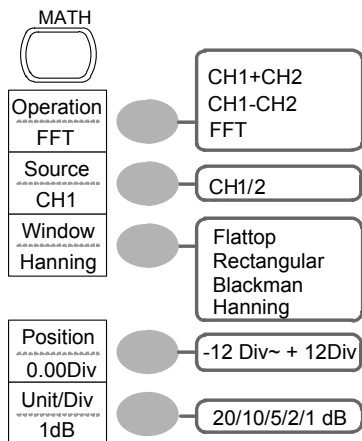 MATH
Operation
FFT
CH1+CH2
CH1-CH2
FFT
Source
CH1
CH1/2
Window
Hanning
Flattop
Rectangular
Blackman
Hanning
Position
0.00Div
-12 Div~ + 12Div
Unit/Div
1dB
20/10/5/2/1 dB